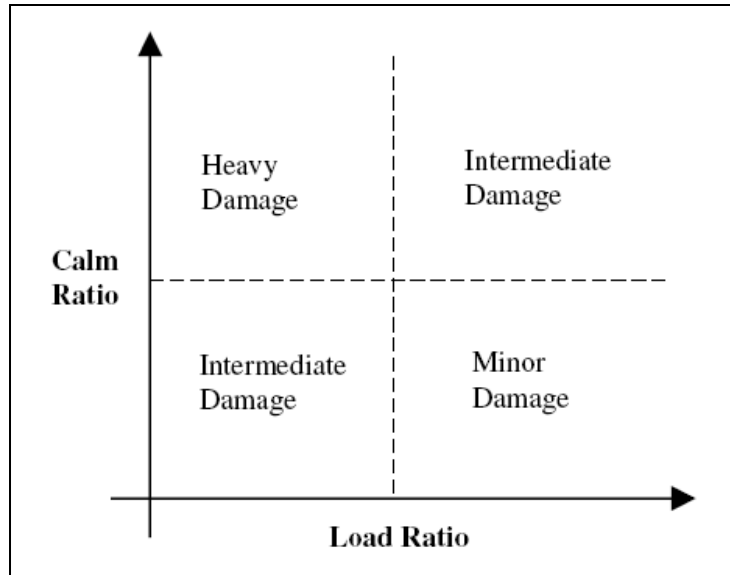 Heavy
Damage
Intermediate
Damage
Calm
Ratio
Intermediate
Damage
Minor
Damage
Load Ratio